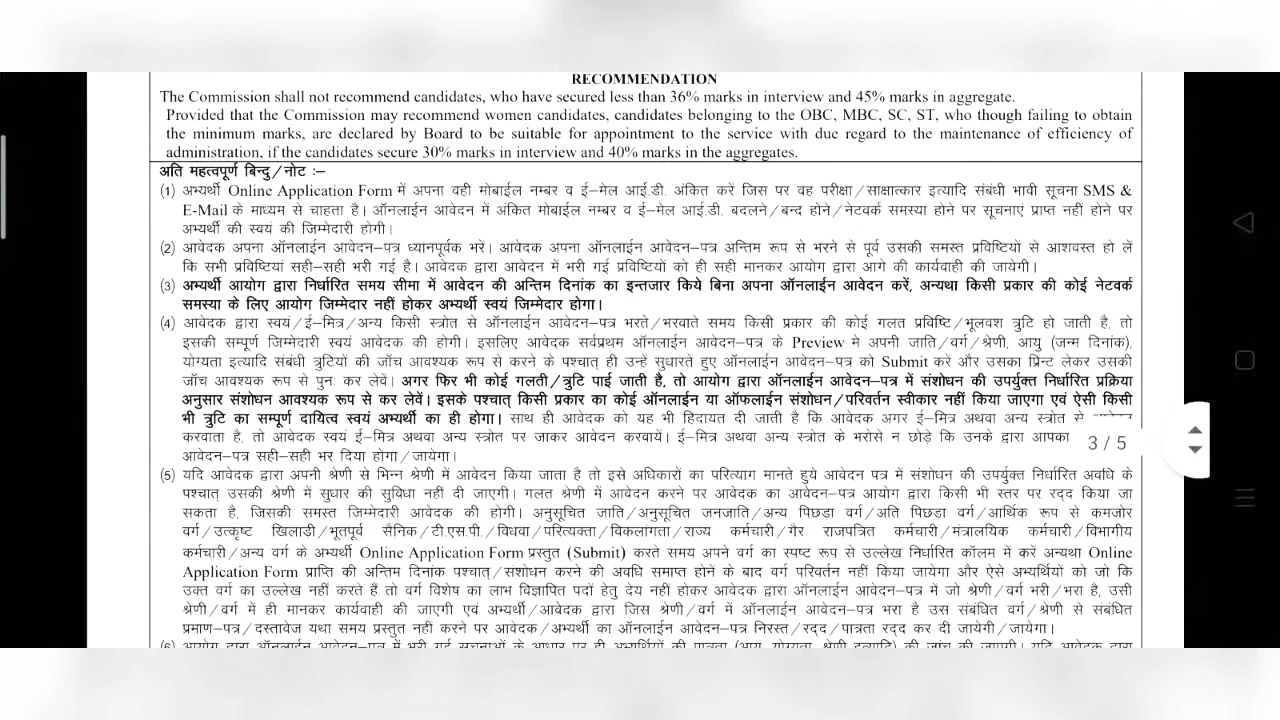 RECOMMENDATION
The Commission shall not recommend candidates, who have secured less than 36% marks in interview and 45% marks in aggregate.
Provided that the Commission may recommend women candidates, candidates belonging to the OBC, MBC, SC, ST, who though failing to obtain
the minimum marks, are declared by Board to be suitable for appointment to the service with due regard to the maintenance of efficiency of
administration, if the candidates secure 30% marks in interview and 40% marks in the aggregates.
अति महत्वपूर्ण बिन्दु/नोट :–
(1) अभ्यर्थी Online Application Form में अपना वही मोबाईल नम्बर व ई–मेल आई.डी. अंकित करें जिस पर वह परीक्षा/साक्षात्कार इत्यादि संबंधी भावी सूचना SMS &
E-Mail के माध्यम से चाहता है। ऑनलाईन आवेदन में अंकित मोबाईल नम्बर व ई–मेल आई.डी. बदलने/बन्द होने/नेटवर्क समस्या होने पर सूचनाएं प्राप्त नहीं होने पर
अभ्यर्थी की स्वयं की जिम्मेदारी होगी।
(2) आवेदक अपना ऑनलाईन आवेदन–पत्र ध्यानपूर्वक भरें। आवेदक अपना ऑनलाईन आवेदन–पत्र अन्तिम रूप से भरने से पूर्व उसकी समस्त प्रविष्टियों से आशवस्त हो लें
कि सभी प्रविष्टियां सही–सही भरी गई है। आवेदक द्वारा आवेदन में भरी गई प्रविष्टियों को ही सही मानकर आयोग द्वारा आगे की कार्यवाही की जायेगी।
(3) अभ्यर्थी आयोग द्वारा निर्धारित समय सीमा में आवेदन की अन्तिम दिनांक का इन्तजार किये बिना अपना ऑनलाईन आवेदन करें, अन्यथा किसी प्रकार की कोई नेटवर्क
समस्या के लिए आयोग जिम्मेदार नहीं होकर अभ्यर्थी स्वयं जिम्मेदार होगा।
(4) आवेदक द्वारा स्वयं/ई–मित्र/अन्य किसी स्त्रोत से ऑनलाईन आवेदन–पत्र भरते/भरवाते समय किसी प्रकार की कोई गलत प्रविष्टि/भूलवश त्रुटि हो जाती है, तो
इसकी सम्पूर्ण जिम्मेदारी स्वयं आवेदक की होगी। इसलिए आवेदक सर्वप्रथम ऑनलाईन आवेदन–पत्र के Preview मे अपनी जाति/वर्ग/श्रेणी, आयु (जन्म दिनांक),
योग्यता इत्यादि संबंधी त्रुटियों की जॉच आवश्यक रूप से करने के पश्चात् ही उन्हें सुधारते हुए ऑनलाईन आवेदन–पत्र को Submit करें और उसका प्रिन्ट लेकर उसकी
जॉच आवश्यक रूप से पुनः कर लेवें। अगर फिर भी कोई गलती/त्रुटि पाई जाती है, तो आयोग द्वारा ऑनलाईन आवेदन–पत्र में संशोधन की उपर्युक्त निर्धारित प्रक्रिया
अनुसार संशोधन आवश्यक रूप से कर लेवें। इसके पश्चात् किसी प्रकार का कोई ऑनलाईन या ऑफलाईन संशोधन/परिवर्तन स्वीकार नहीं किया जाएगा एवं ऐसी किसी
भी त्रुटि का सम्पूर्ण दायित्व स्वयं अभ्यर्थी का ही होगा। साथ ही आवेदक को यह भी हिदायत दी जाती है कि आवेदक अगर ई–मित्र अथवा अन्य स्त्रोत से
करवाता है, तो आवेदक स्वयं ई–मित्र अथवा अन्य स्त्रोत पर जाकर आवेदन करवायें। ई–मित्र अथवा अन्य स्त्रोत के भरोसे न छोड़े कि उनके द्वारा आपका
3 / 5
आवेदन–पत्र सही–सही भर दिया होगा/जायेगा।
(5) यदि आवेदक द्वारा अपनी श्रेणी से भिन्न श्रेणी में आवेदन किया जाता है तो इसे अधिकारों का परित्याग मानते हुये आवेदन पत्र में संशोधन की उपर्युक्त निर्धारित अवधि के
पश्चात् उसकी श्रेणी में सुधार की सुविधा नहीं दी जाएगी। गलत श्रेणी में आवेदन करने पर आवेदक का आवेदन–पत्र आयोग द्वारा किसी भी स्तर पर रद्द किया जा
सकता है, जिसकी समस्त जिम्मेदारी आवेदक की होगी। अनुसूचित जाति/अनुसूचित जनजाति/अन्य पिछड़ा वर्ग/अति पिछड़ा वर्ग/आर्थिक रूप से कमजोर
वर्ग/उत्कृष्ट खिलाडी/भूतपूर्व सैनिक/टी.एस.पी./विधवा/परित्यक्ता/विकलांगता/राज्य कर्मचारी/गैर राजपत्रित कर्मचारी/मंत्रालयिक कर्मचारी/विभागीय
कर्मचारी/अन्य वर्ग के अभ्यर्थी Online Application Form प्रस्तुत (Submit) करते समय अपने वर्ग का स्पष्ट रूप से उल्लेख निर्धारित कॉलम में करें अन्यथा Online
Application Form प्राप्ति की अन्तिम दिनांक पश्चात्/संशोधन करने की अवधि समाप्त होनें के बाद वर्ग परिवर्तन नहीं किया जायेगा और ऐसे अभ्यर्थियों को जो कि
उक्त वर्ग का उल्लेख नहीं करते हैं तो वर्ग विशेष का लाभ विज्ञापित पदों हेतु देय नहीं होकर आवेदक द्वारा ऑनलाईन आवेदन–पत्र में जो श्रेणी/वर्ग भरी/भरा है, उसी
श्रेणी/वर्ग में ही मानकर कार्यवाही की जाएगी एवं अभ्यर्थी/आवेदक द्वारा जिस श्रेणी/वर्ग में ऑनलाईन आवेदन–पत्र भरा है उस संबंधित वर्ग/श्रेणी से संबंधित
प्रमाण–पत्र/दस्तावेज यथा समय प्रस्तुत नहीं करने पर आवेदक/अभ्यर्थी का ऑनलाईन आवेदन–पत्र निरस्त/रद्द/पात्रता रद्द कर दी जायेगी/जायेगा।